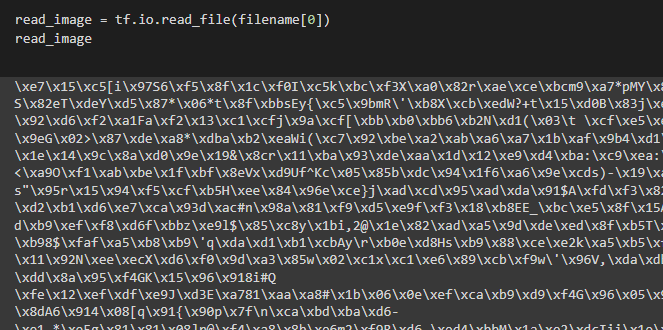 read_image = tf.io.read_file(filename[0])
read_image
\xe7\x15\xc5[i\x97S6\xf5\x8f\x1c\xf0I\xc5k\xbc\xf3X\xa0\x82r\xae\xce\xbcm9\xa7*pMY\x8
S\x82eT\xdeY\xd5\x87*\x06*t\x8f\xbbsEy{\xc5\x9bmR\'\xb8X\xcb\xedW?+t\x15\xd0B\x83j\xe
\x92\xd6\xf2\xa1Fa\xf2\x13\xc1\xcfj\x9a\xcf[\xbb\xb0\xbb6\xb2N\xd1(\x03\t \xcf\xe5
\x9eG\x02>\x87\xde\xa8*\xdba\xb2\xeaWi(\xc7\x92\xbe\xa2\xab\xa6\xa7\x1b\xaf\x9b4\xd1\
\x1e\x14\x9c\x8a\xd0\x9e\x19&\x8cr\x11\xba\x93\xde\xaa\x1d\x12\xe9\xd4\xba:\xc9\xea:\
<\xa9O\xf1\xab\xbe\x1f\xbf\x8eVx\xd9Uf^Kc\x05\x85b\xdc\x94\x1f6\xa6\x9e\xcds)-\x19\xa
s"\x95r\x15\x94\xf5\xcf\xb5H\xee\x84\x96e\xce}j\xad\xcd\x95\xad\xda\x91$A\xfd\xf3\x82
\xd2\xb1\xd6\xe7\xca\x93d\xac#n\x98a\x81\xf9\xd5\xe9f\xf3\x18\xb8EE_\xbc\xe5\x8f\x15A
d\xb9\xef\xf8\xd6f\xbbz\xe9l$\x85\xc8y\x1bi,2@\x1e\x82\xad\xa5\x9d\xde\xed\x8f\xb5T\x
\xb98$\xfaf\xa5\xb8\xb9\'q\xda\xd1\xb1\xcbAy\r\xb0e\xd8Hs\xb9\x88\xce\xe2k\xa5\xb5\xf
\x11\x92N\xee\xecX\xd6\xf0\x9d\xa3\x85w\x02\xc1x\xc1\xe6\x89\xcb\xf9w\'\x96V,\xda\xdb
\xdd\x8a\x95\xf4GK\x15\x96\x918i#Q
\xfe\x12\xef\xdf\xe9J\xd3E\xa781\xaa\xa8#\x1b\x06\x0e\xef\xca\xb9\xd9\xf4G\x96\x05\x9
\x8dA6\x914\x08[q\x91{\x90p\x7f\n\xca\xbd\xba\xd6-